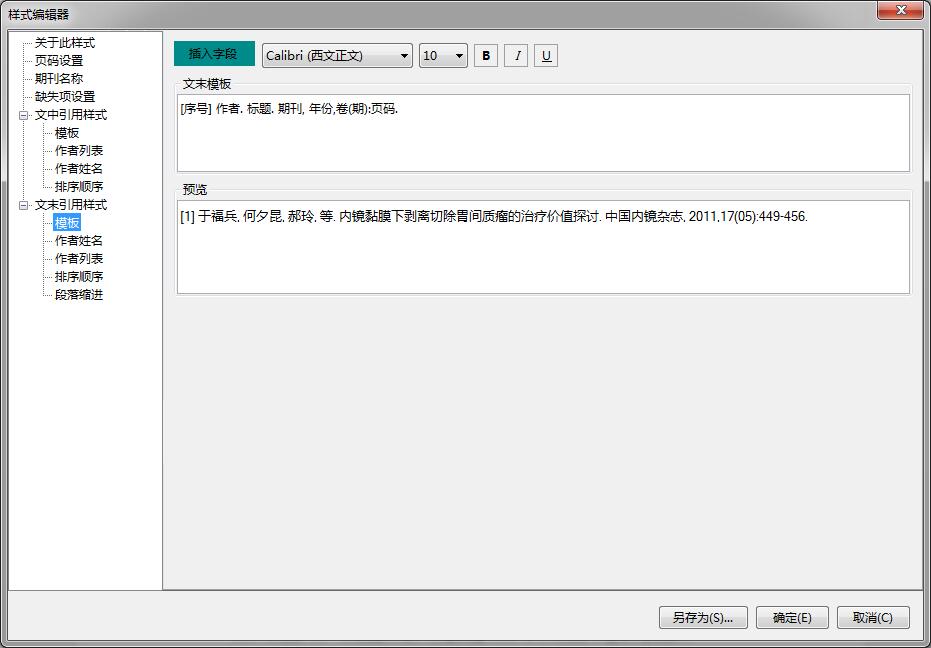 样式编辑器
关于此样式
页码设置
期刊名称
缺失项设置
文中引用样式
模板
作者列表
作者姓名
排序顺序
文末引用样式
模板
作者姓名
作者列表
排序顺序
段落缩进
插入字段 Calibri (西文正文) 10 B I U
文末模板
[序号] 作者. 标题. 期刊, 年份,卷(期):页码.
预览
[1] 于福兵, 何夕昆, 郝玲, 等. 内镜黏膜下剥离切除胃间质瘤的治疗价值探讨. 中国内镜杂志, 2011,17(05):449-456.
另存为(S)... 确定(E) 取消(C)